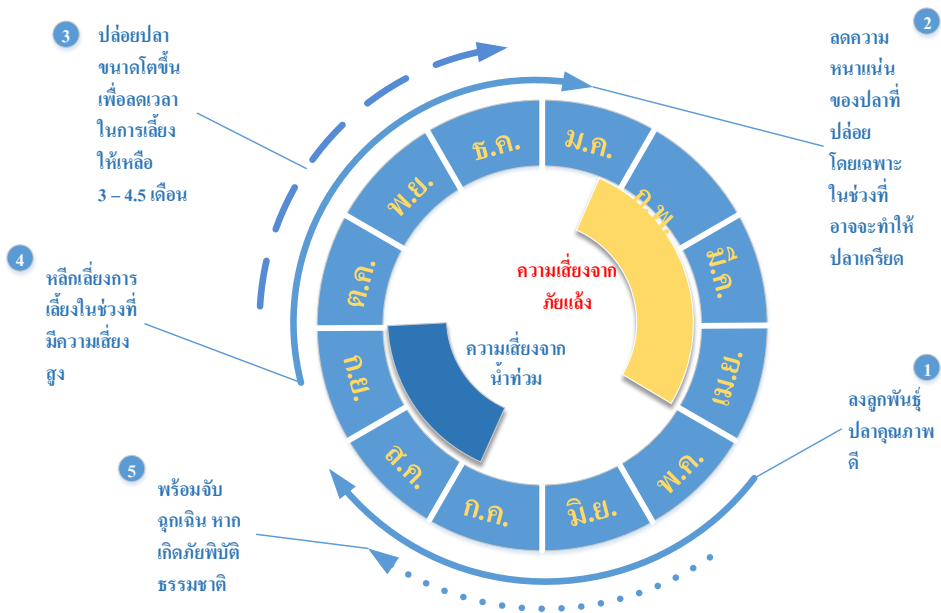 3
ปล่อยปลา
ขนาดโตขึ้น
เพื่อลดเวลา
ในการเลี้ยง
ให้เหลือ
3 – 4.5 เดือน
2
ลดความ
หนาแน่น
ของปลาที่
ปล่อย
โดยเฉพาะ
ในช่วงที่
อาจจะทำให้
ปลาเครียด
4
หลีกเลี่ยงการ
เลี้ยงในช่วงที่
มีความเสี่ยง
สูง
ม.ค.
ก.พ.
มี.ค.
เม.ย.
พ.ค.
มิ.ย.
ก.ค.
ส.ค.
ก.ย.
ต.ค.
พ.ย.
ธ.ค.
ความเสี่ยงจาก
ภัยแล้ง
ความเสี่ยงจาก
น้ำท่วม
1
ลงลูกพันธุ์
ปลาคุณภาพ
ดี
5
พร้อมจับ
ฉุกเฉิน หาก
เกิดภัยพิบัติ
ธรรมชาติ